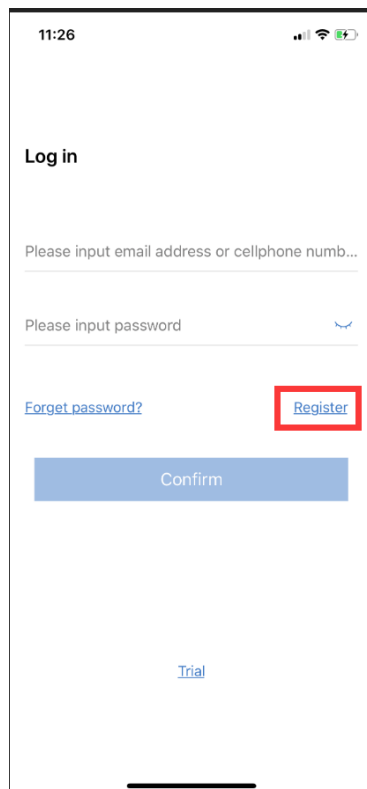 11:26
Log in
Please input email address or cellphone numb...
Please input password
Forget password? Register
Confirm
Trial